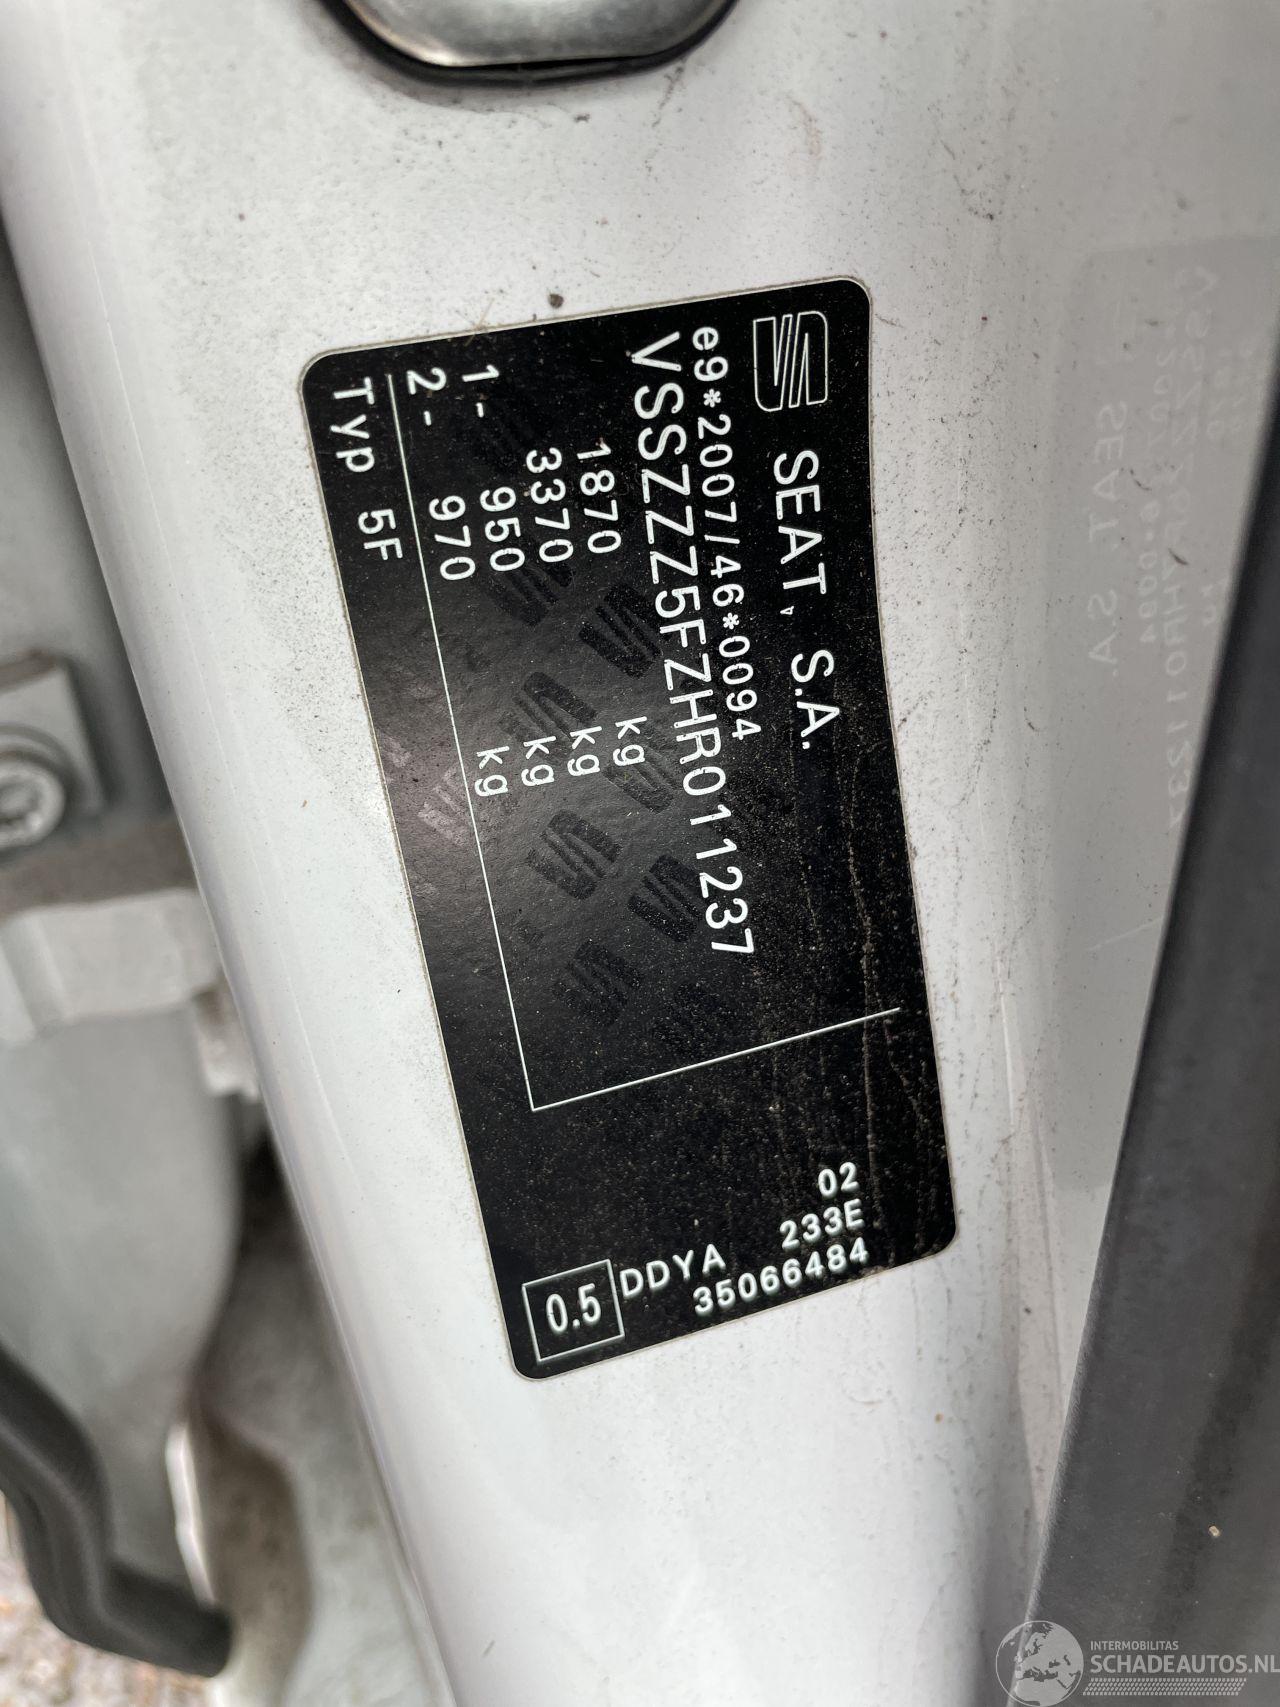 SEAT, S.A.
e9*2007/46*0094
VSSZZZ5FZHR011237
1870 kg
3370 kg
1- 950 kg
2- 970 kg
Typ 5F
02
233E
35066484
DDYA
0.5
INTERMOBILITAS
SCHADEAUTOS.NL